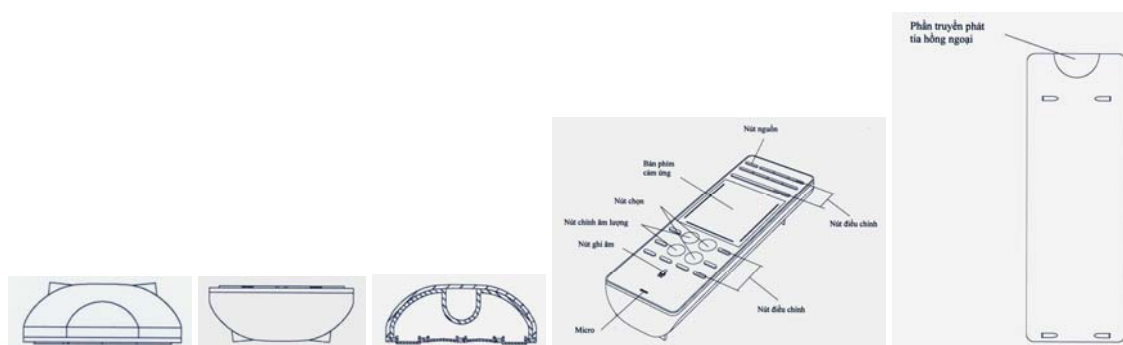 Phần truyền phát
tia hồng ngoại
Nút nguồn
Bàn phím
cảm ứng
Nút chọn
Nút điều chỉnh
Nút chỉnh âm lượng
Nút ghi âm
Nút điều chỉnh
Micro